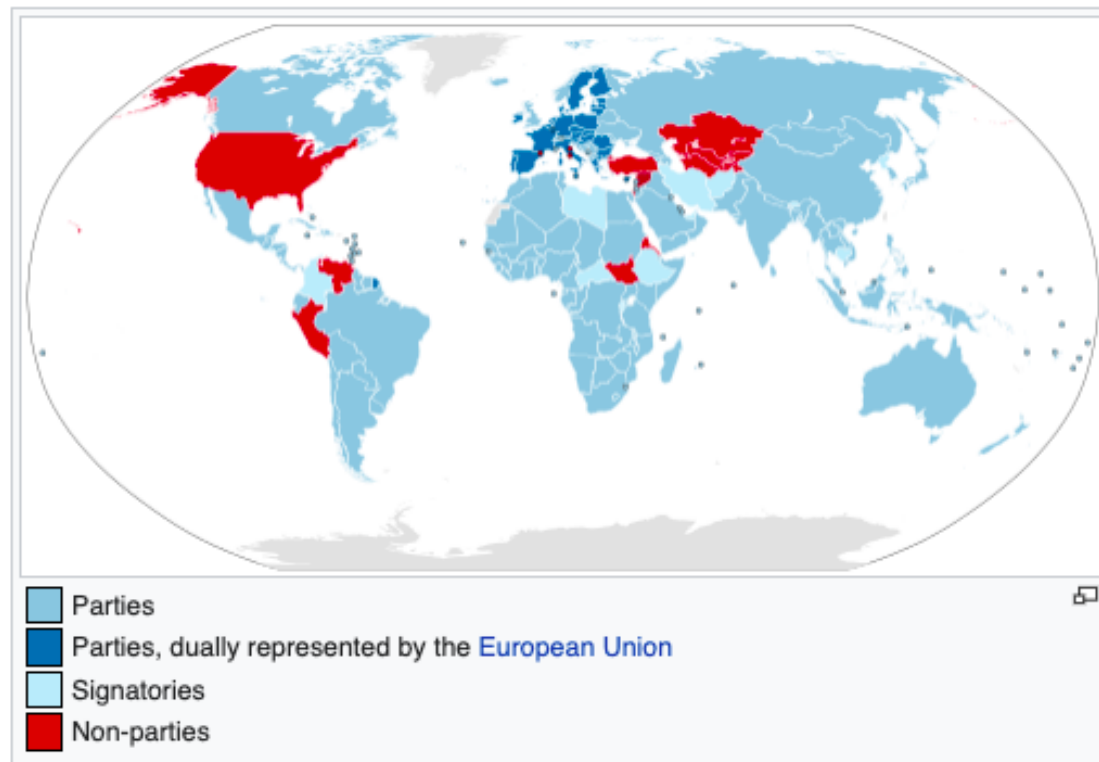 Parties
Parties, dually represented by the European Union
Signatories
Non-parties